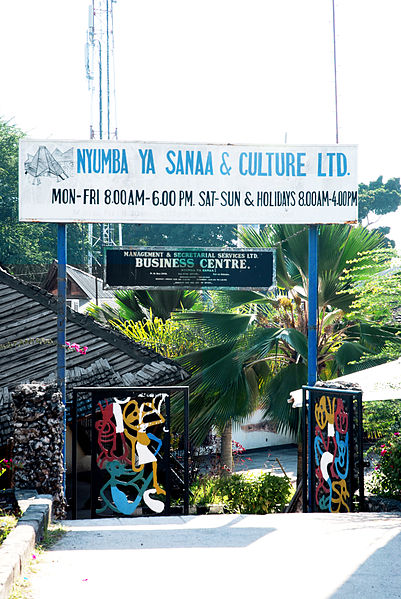 NYUMBA YA SANAA & CULTURE LTD.
MON-FRI 8.00AM-6.00 PM. SAT-SUN & HOLIDAYS 8.00AM-4.00PM
MANAGEMENT & SECRETARIAL SERVICES LTD.
BUSINESS CENTRE.